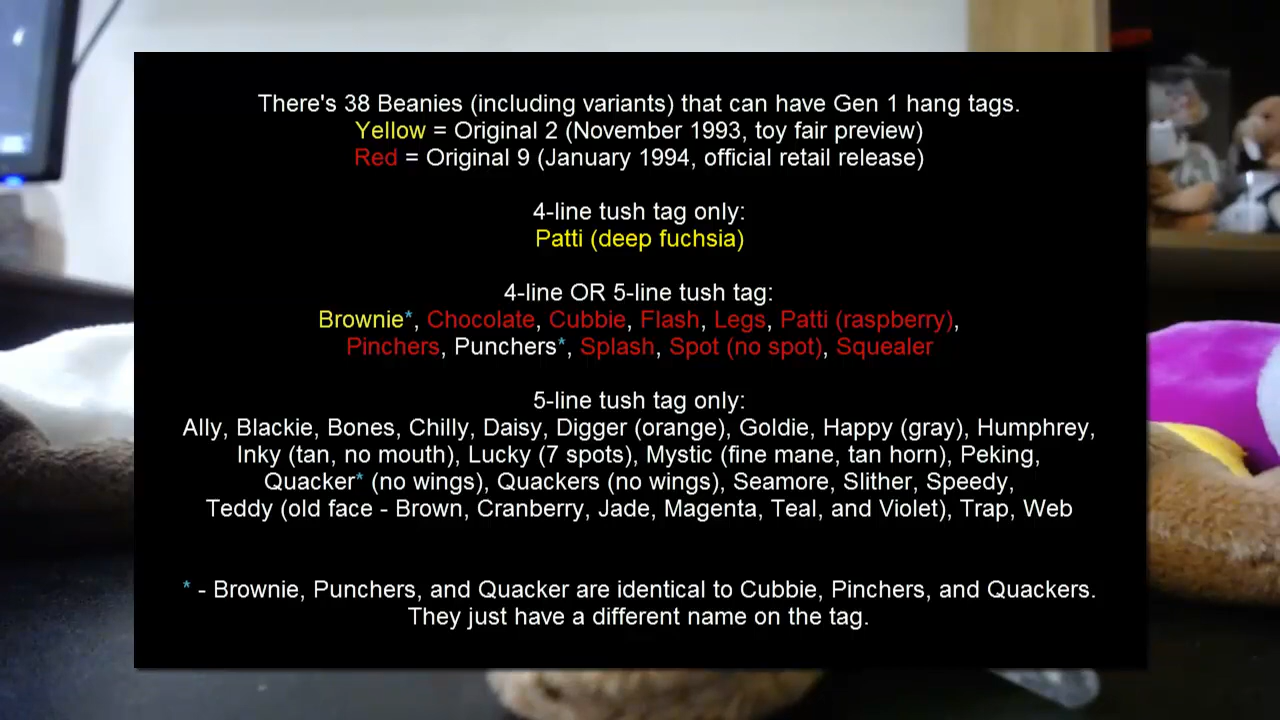 There's 38 Beanies (including variants) that can have Gen 1 hang tags.
Yellow = Original 2 (November 1993, toy fair preview)
Red = Original 9 (January 1994, official retail release)
4-line tush tag only:
Patti (deep fuchsia)
4-line OR 5-line tush tag:
Brownie*, Chocolate, Cubbie, Flash, Legs, Patti (raspberry),
Pinchers, Punchers*, Splash, Spot (no spot), Squealer
5-line tush tag only:
Ally, Blackie, Bones, Chilly, Daisy, Digger (orange), Goldie, Happy (gray), Humphrey,
Inky (tan, no mouth), Lucky (7 spots), Mystic (fine mane, tan horn), Peking,
Quacker* (no wings), Quackers (no wings), Seamore, Slither, Speedy,
Teddy (old face - Brown, Cranberry, Jade, Magenta, Teal, and Violet), Trap, Web
* - Brownie, Punchers, and Quacker are identical to Cubbie, Pinchers, and Quackers.
They just have a different name on the tag.